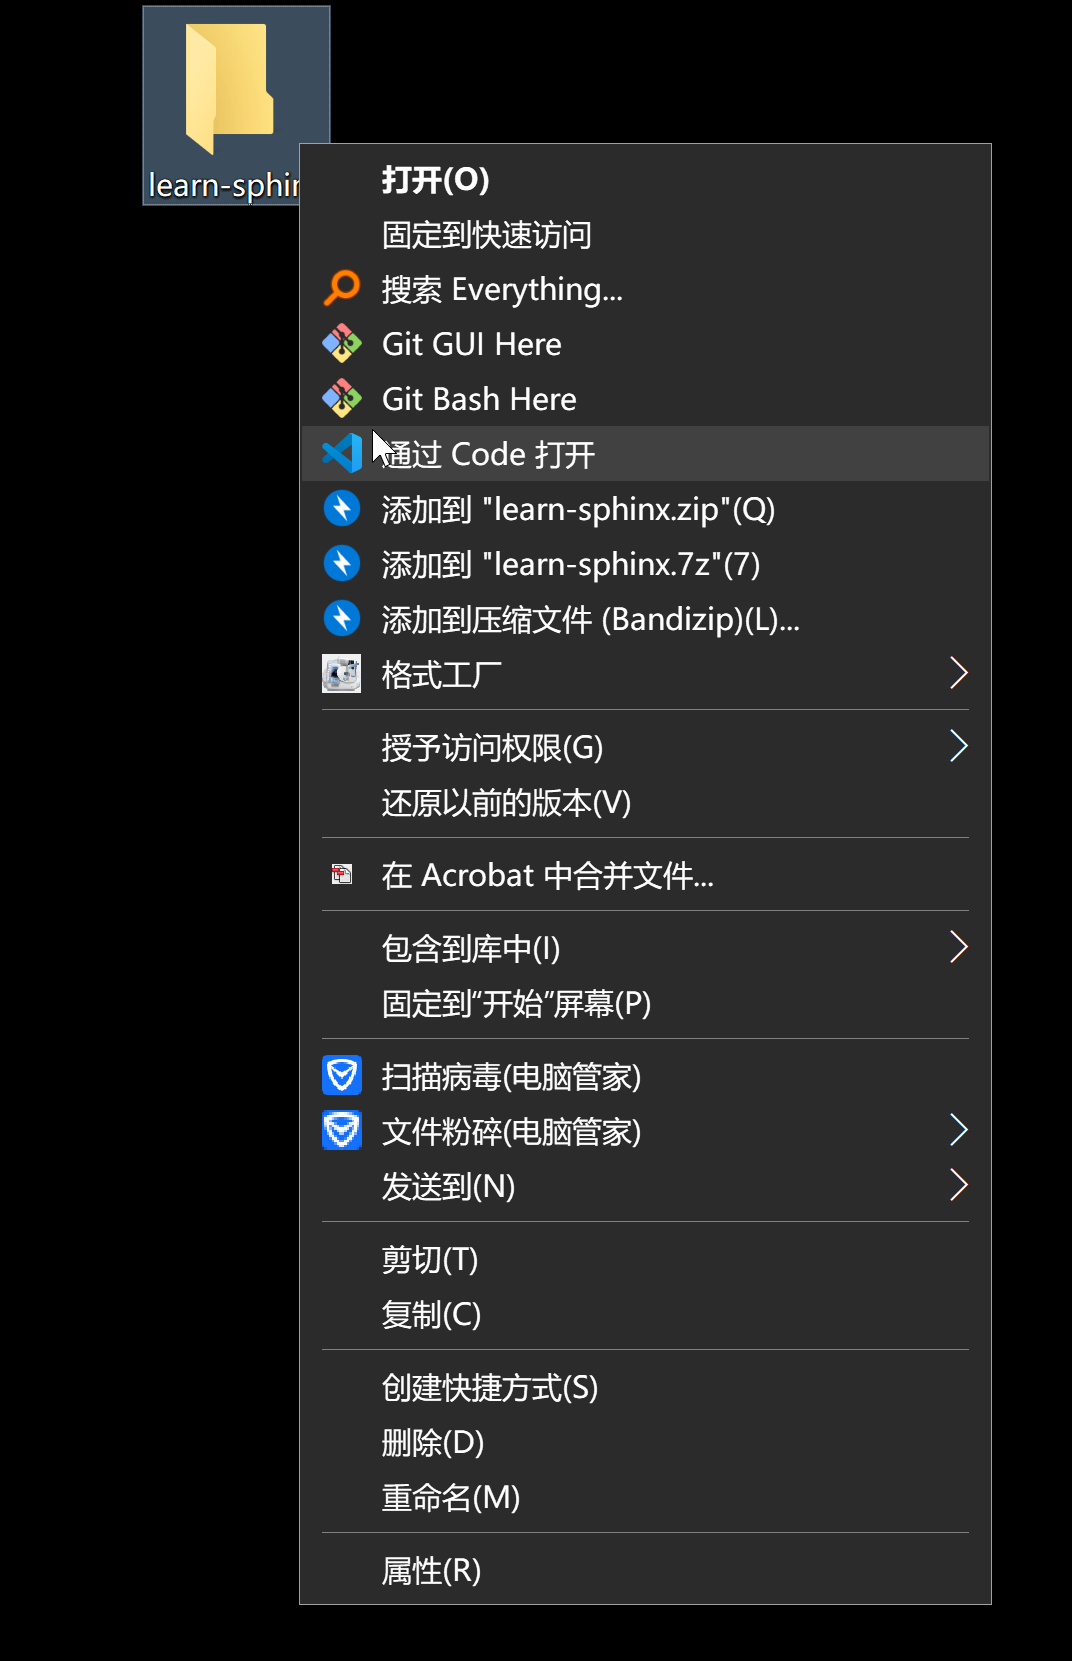 learn-sphin
打开(O)
固定到快速访问
搜索 Everything...
Git GUI Here
Git Bash Here
通过 Code 打开
添加到 "learn-sphinx.zip"(Q)
添加到 "learn-sphinx.7z"(7)
添加到压缩文件 (Bandizip)(L)...
格式工厂
授予访问权限(G)
还原以前的版本(V)
在 Acrobat 中合并文件...
包含到库中(I)
固定到“开始”屏幕(P)
扫描病毒(电脑管家)
文件粉碎(电脑管家)
发送到(N)
剪切(T)
复制(C)
创建快捷方式(S)
删除(D)
重命名(M)
属性(R)